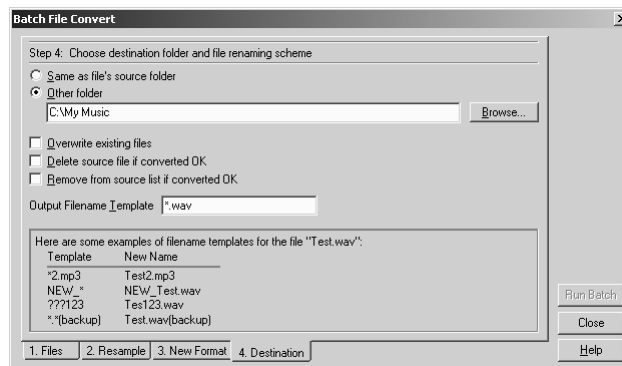 Batch File Convert
Step 4: Choose destination folder and file renaming scheme
Same as file's source folder
Other folder
C:\My Music
Browse...
Overwrite existing files
Delete source file if converted OK
Remove from source list if converted OK
Output Filename Template *.wav
Here are some examples of filename templates for the file "Test.wav":
Template New Name
*2.mp3 Test2.mp3
NEW_* NEW_Test.wav
???123 Tes123.wav
*.*(backup) Test.wav(backup)
Run Batch
Close
Help
1. Files 2. Resample 3. New Format 4. Destination